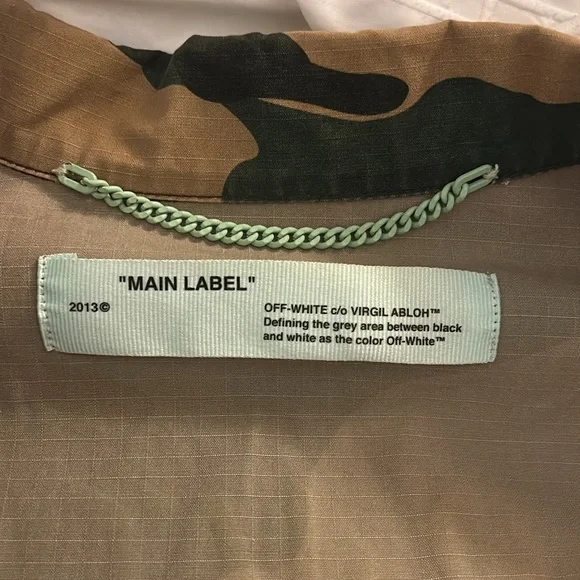 "MAIN LABEL"
2013©
OFF-WHITE c/o VIRGIL ABLOH™
Defining the grey area between black
and white as the color Off-White™